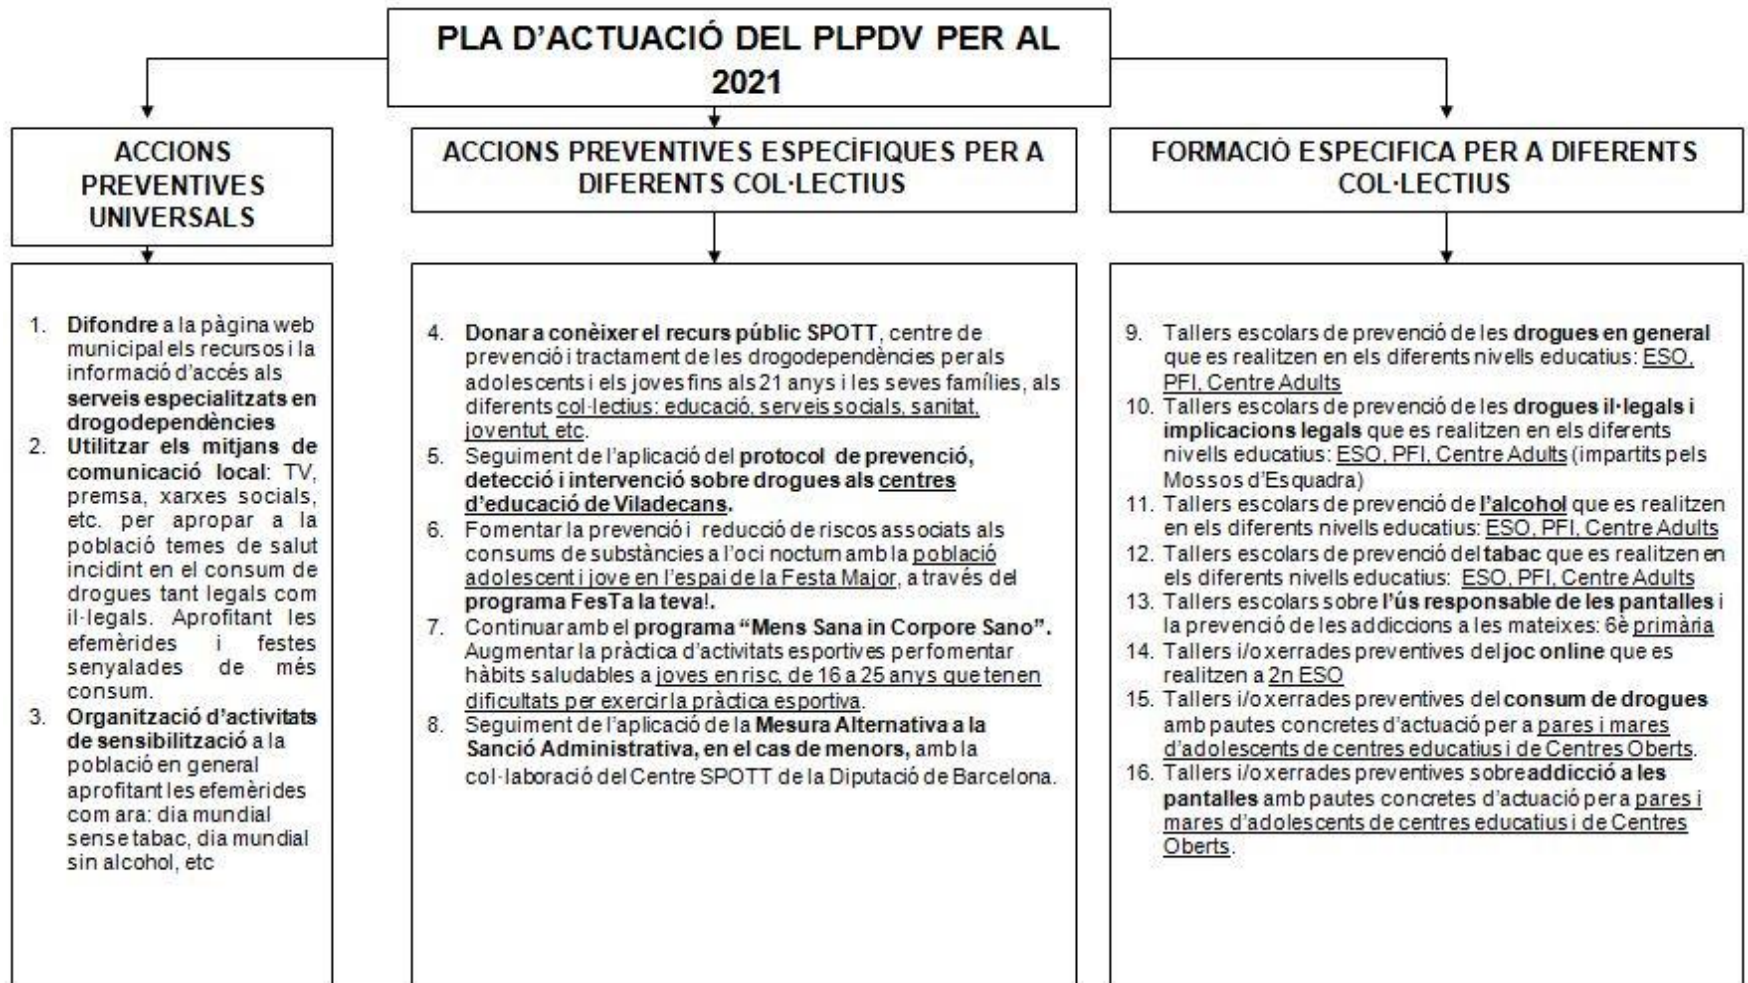 PLA D’ACTUACIÓ DEL PLPDV PER AL
2021
ACCIONS
PREVENTIVES
UNIVERSALS
1. Difondre a la pàgina web
municipal els recursos i la
informació d’accés als
serveis especialitzats en
drogodependències
2. Utilitzar els mitjans de
comunicació local: TV,
premsa, xarxes socials,
etc. per apropar a la
població temes de salut
incidint en el consum de
drogues tant legals com
il·legals. Aprofitant les
efemèrides i festes
senyalades de més
consum.
3. Organització d’activitats
de sensibilització a la
població en general
aprofitant les efemèrides
com ara: dia mundial
sense tabac, dia mundial
sin alcohol, etc
ACCIONS PREVENTIVES ESPECÍFIQUES PER A
DIFERENTS COL·LECTIUS
4. Donar a conèixer el recurs públic SPOTT, centre de
prevenció i tractament de les drogodependències per als
adolescents i els joves fins als 21 anys i les seves famílies, als
diferents col·lectius: educació, serveis socials, sanitat,
joventut, etc.
5. Seguiment de l’aplicació del protocol de prevenció,
detecció i intervenció sobre drogues als centres
d’educació de Viladecans.
6. Fomentar la prevenció i reducció de riscos associats als
consums de substàncies a l’oci nocturn amb la població
adolescent i jove en l’espai de la Festa Major, a través del
programa FesTa la teva!.
7. Continuar amb el programa “Mens Sana in Corpore Sano”.
Augmentar la pràctica d’activitats esportives per fomentar
hàbits saludables a joves en risc, de 16 a 25 anys que tenen
dificultats per exercir la pràctica esportiva.
8. Seguiment de l’aplicació de la Mesura Alternativa a la
Sanció Administrativa, en el cas de menors, amb la
col·laboració del Centre SPOTT de la Diputació de Barcelona.
FORMACIÓ ESPECIFICA PER A DIFERENTS
COL·LECTIUS
9. Tallers escolars de prevenció de les drogues en general
que es realitzen en els diferents nivells educatius: ESO,
PFI, Centre Adults
10. Tallers escolars de prevenció de les drogues il·legals i
implicacions legals que es realitzen en els diferents
nivells educatius: ESO, PFI, Centre Adults (impartits pels
Mossos d’Esquadra)
11. Tallers escolars de prevenció de l’alcohol que es realitzen
en els diferents nivells educatius: ESO, PFI, Centre Adults
12. Tallers escolars de prevenció del tabac que es realitzen en
els diferents nivells educatius: ESO, PFI, Centre Adults
13. Tallers escolars sobre l’ús responsable de les pantalles i
la prevenció de les addiccions a les mateixes: 6è primària
14. Tallers i/o xerrades preventives del joc online que es
realitzen a 2n ESO
15. Tallers i/o xerrades preventives del consum de drogues
amb pautes concretes d’actuació per a pares i mares
d’adolescents de centres educatius i de Centres Oberts.
16. Tallers i/o xerrades preventives sobre addicció a les
pantalles amb pautes concretes d’actuació per a pares i
mares d’adolescents de centres educatius i de Centres
Oberts.